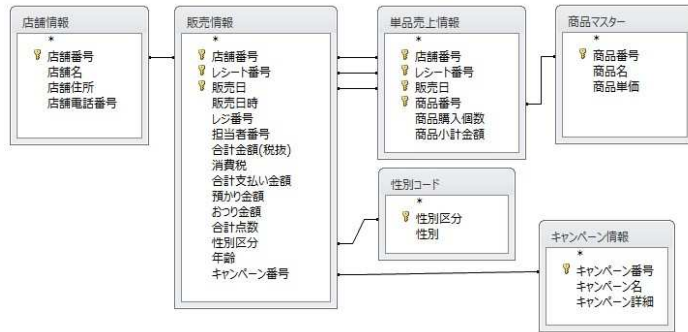 店舗情報
*
店舗番号
店舗名
店舗住所
店舗電話番号
販売情報
*
店舗番号
レシート番号
販売日
販売日時
レジ番号
担当者番号
合計金額(税抜)
消費税
合計支払い金額
預かり金額
おつり金額
合計点数
性別区分
年齢
キャンペーン番号
単品売上情報
*
店舗番号
レシート番号
販売日
商品番号
商品購入個数
商品小計金額
商品マスター
*
商品番号
商品名
商品単価
性別コード
*
性別区分
性別
キャンペーン情報
*
キャンペーン番号
キャンペーン名
キャンペーン詳細